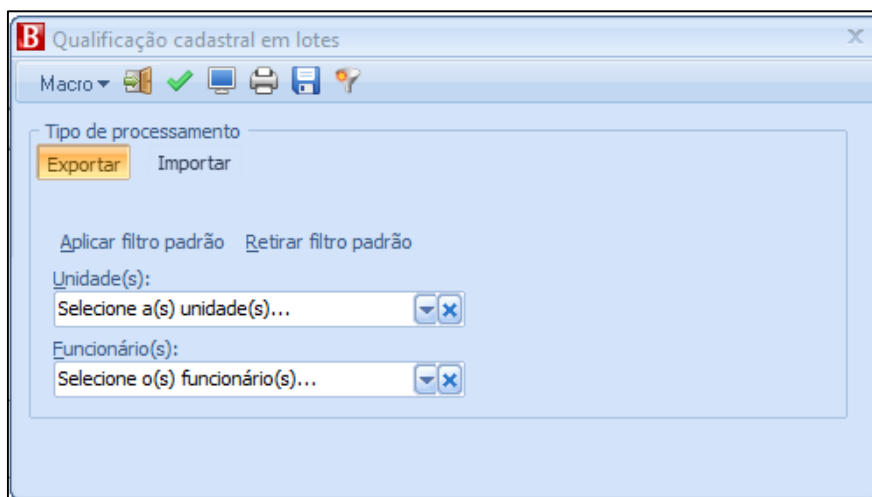 B Qualificação cadastral em lotes
Macro
Tipo de processamento
Exportar Importar
Aplicar filtro padrão Retirar filtro padrão
Unidade(s):
Selecione a(s) unidade(s)...
Funcionário(s):
Selecione o(s) funcionário(s)...